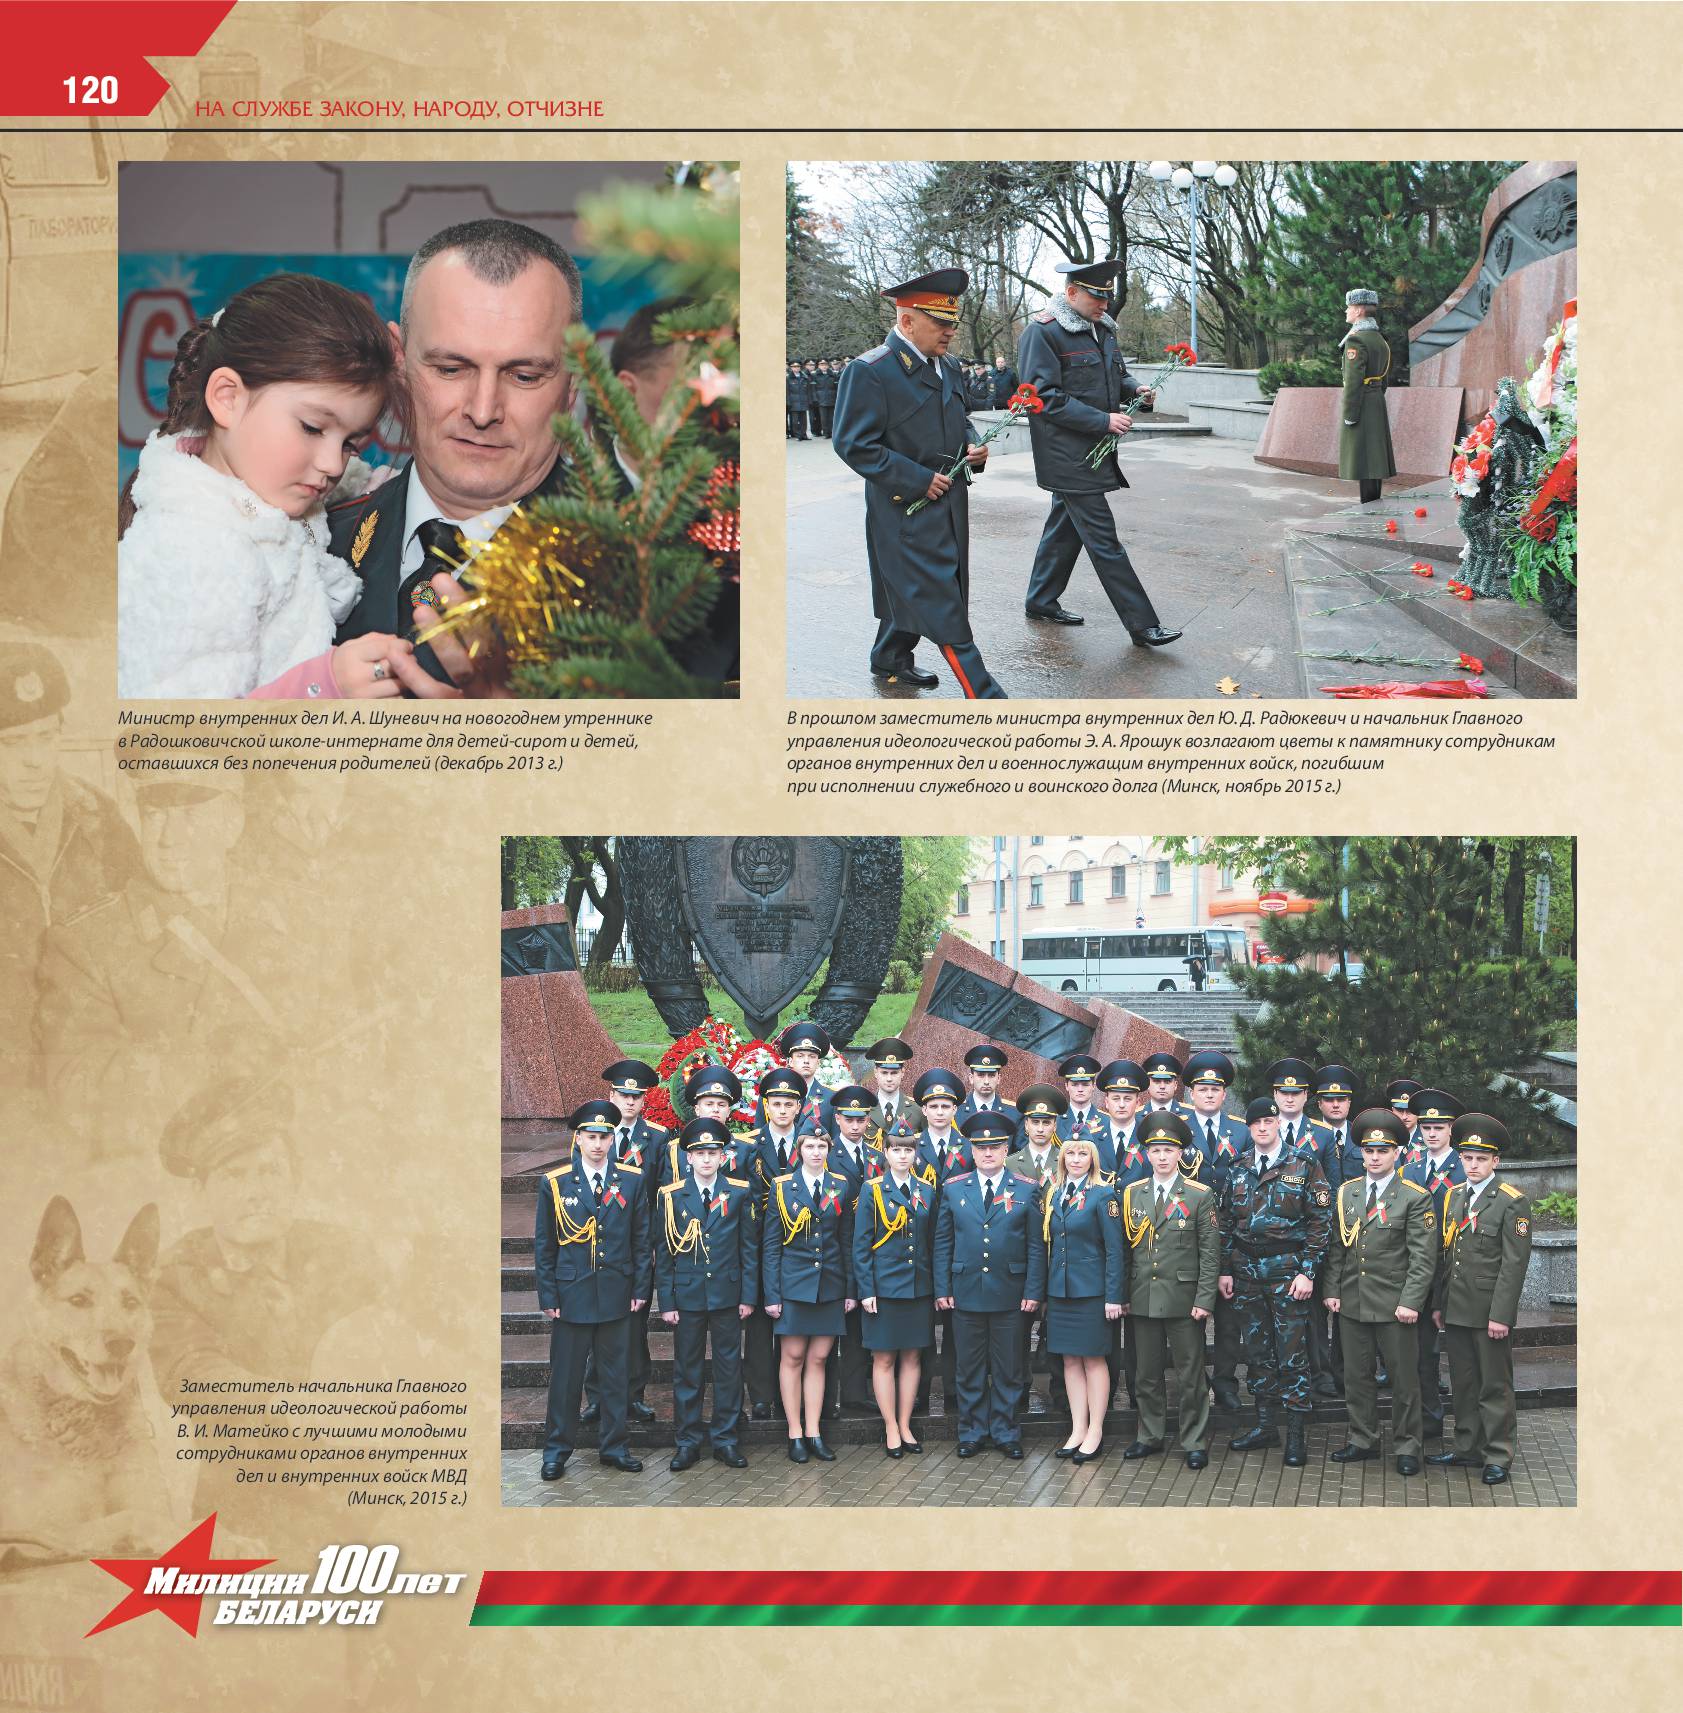 120
НА СЛУЖБЕ ЗАКОНУ, НАРОДУ, ОТЧИЗНЕ
Министр внутренних дел И. А. Шуневич на новогоднем утреннике
в Радошковичской школе-интернате для детей-сирот и детей,
оставшихся без попечения родителей (декабрь 2013 г.)
В прошлом заместитель министра внутренних дел Ю. Д. Радюкевич и начальник Главного
управления идеологической работы Э. А. Ярошук возлагают цветы к памятнику сотрудникам
органов внутренних дел и военнослужащим внутренних войск, погибшим
при исполнении служебного и воинского долга (Минск, ноябрь 2015 г.)
Заместитель начальника Главного
управления идеологической работы
В. И. Матейко с лучшими молодыми
сотрудниками органов внутренних
дел и внутренних войск МВД
(Минск, 2015 г.)
Милиции 100 лет
БЕЛАРУСИ